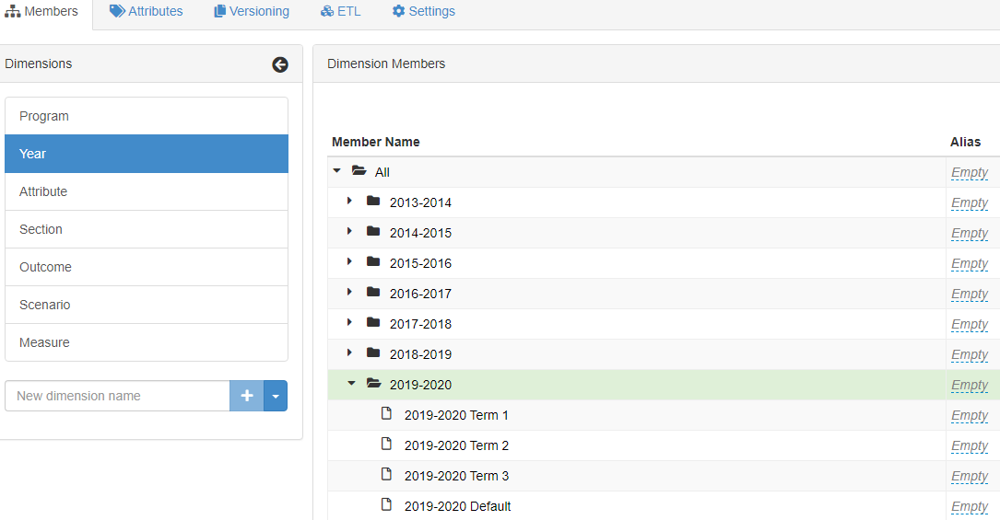 Members Attributes Versioning ETL Settings
Dimensions
Program
Year
Attribute
Section
Outcome
Scenario
Measure
New dimension name
Dimension Members
Member Name Alias
All Empty
2013-2014 Empty
2014-2015 Empty
2015-2016 Empty
2016-2017 Empty
2017-2018 Empty
2018-2019 Empty
2019-2020 Empty
2019-2020 Term 1 Empty
2019-2020 Term 2 Empty
2019-2020 Term 3 Empty
2019-2020 Default Empty